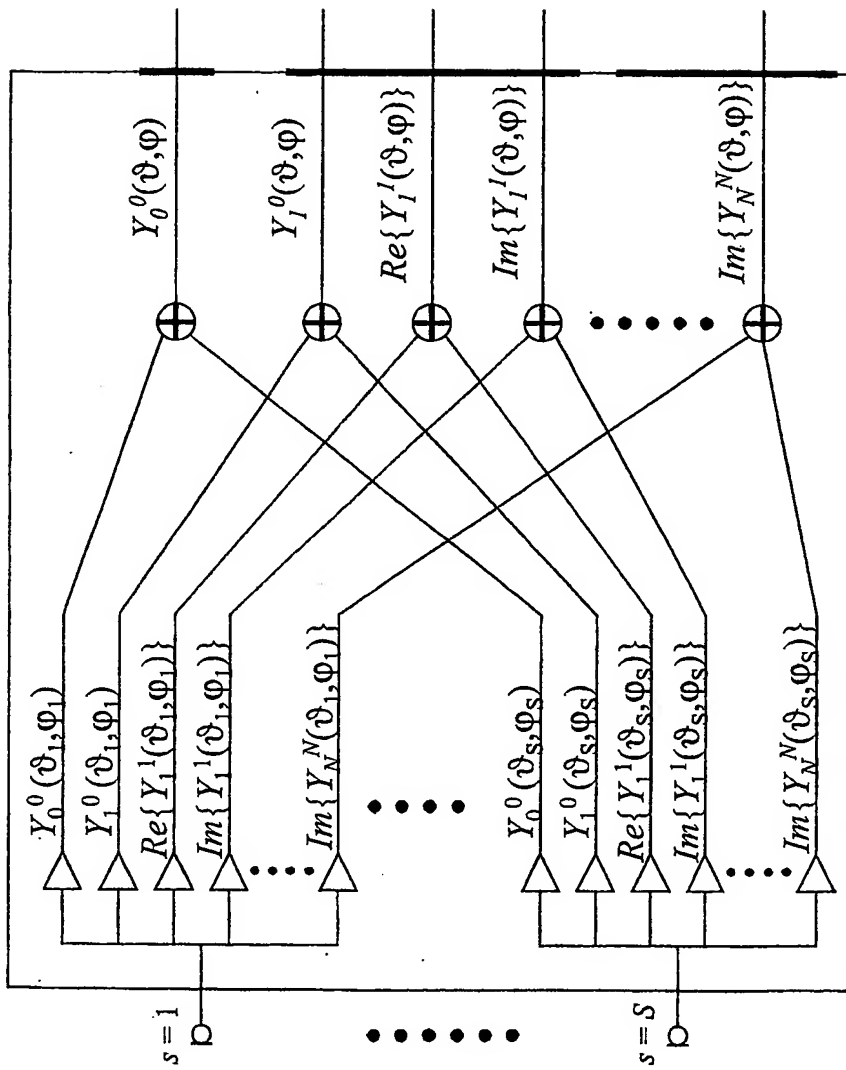 s = 1
Y_0^0(ϑ_1,φ_1)
Y_1^0(ϑ_1,φ_1)
Re{Y_1^1(ϑ_1,φ_1)}
Im{Y_1^1(ϑ_1,φ_1)}
Im{Y_N^N(ϑ_1,φ_1)}
s = S
Y_0^0(ϑ_S,φ_S)
Y_1^0(ϑ_S,φ_S)
Re{Y_1^1(ϑ_S,φ_S)}
Im{Y_1^1(ϑ_S,φ_S)}
Im{Y_N^N(ϑ_S,φ_S)}
Y_0^0(ϑ,φ)
Y_1^0(ϑ,φ)
Re{Y_1^1(ϑ,φ)}
Im{Y_1^1(ϑ,φ)}
Im{Y_N^N(ϑ,φ)}